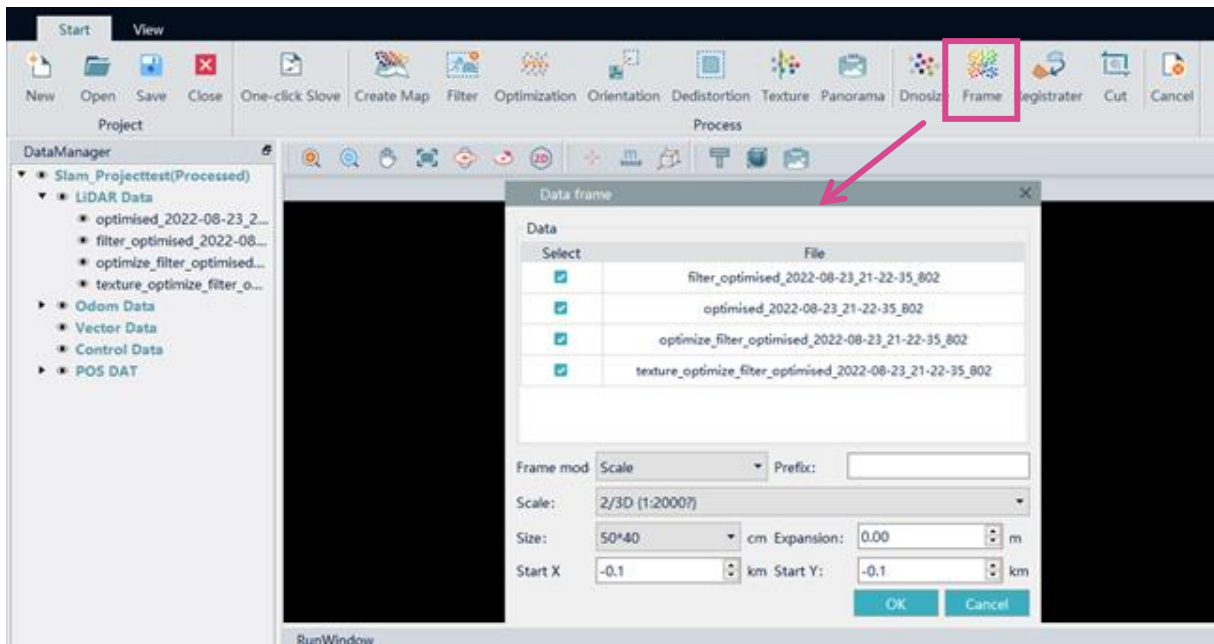 Start View
New Open Save Close One-click Slove Create Map Filter Optimization Orientation Dedistortion Texture Panorama Dnosize Frame Registrater Cut Cancel
Project Process
DataManager
Slam_Projecttest(Processed)
LiDAR Data
optimised_2022-08-23_2...
filter_optimised_2022-08...
optimize_filter_optimised...
texture_optimize_filter_o...
Odom Data
Vector Data
Control Data
POS DAT
2D
m
Data frame
Data
Select File
filter_optimised_2022-08-23_21-22-35_802
optimised_2022-08-23_21-22-35_802
optimize_filter_optimised_2022-08-23_21-22-35_802
texture_optimize_filter_optimised_2022-08-23_21-22-35_802
Frame mod Scale Prefix:
Scale: 2/3D (1:2000?)
Size: 50*40 cm Expansion: 0.00 m
Start X -0.1 km Start Y: -0.1 km
OK Cancel
RunWindow